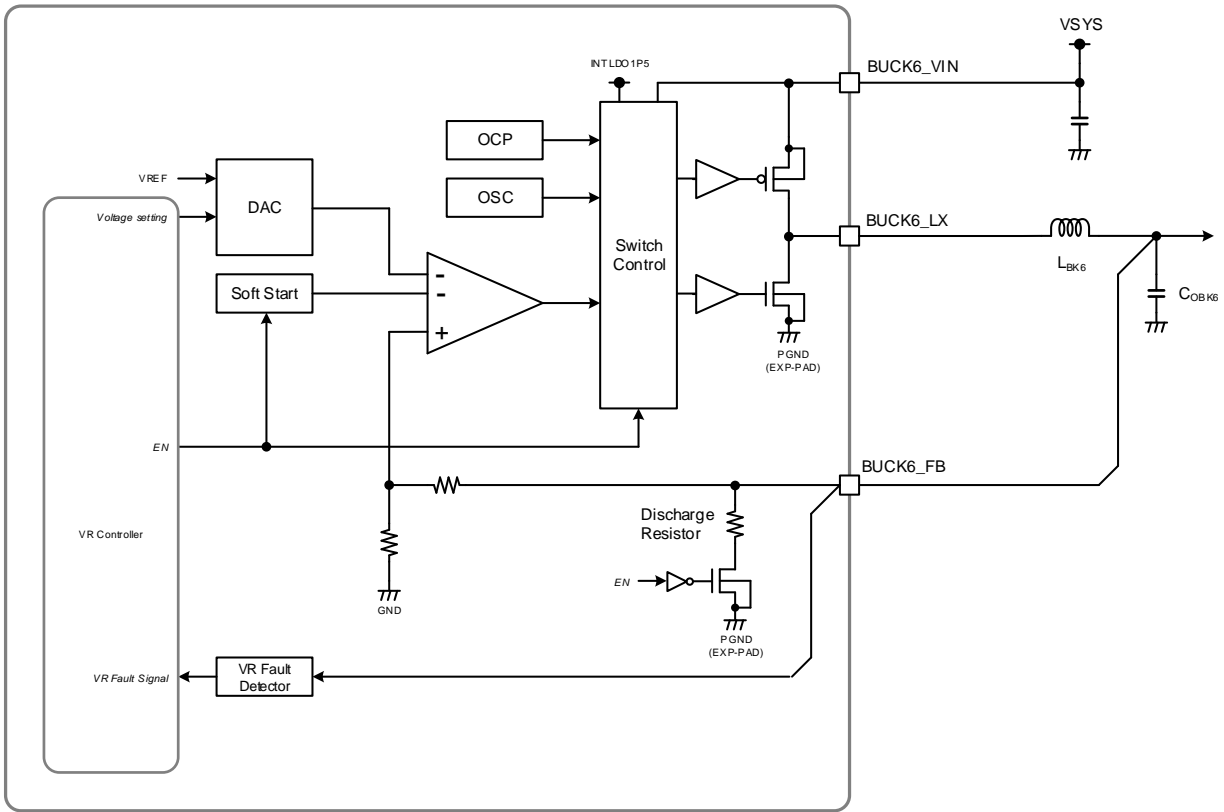 VSYS
INTLDO1P5
BUCK6_VIN
OCP
VREF
DAC
OSC
Voltage setting
BUCK6_LX
Switch
Control
LBK6
Soft Start
-
-
+
COBK6
PGND
(EXP-PAD)
EN
BUCK6_FB
Discharge
Resistor
VR Controller
EN
GND
PGND
(EXP-PAD)
VR Fault Signal
VR Fault
Detector